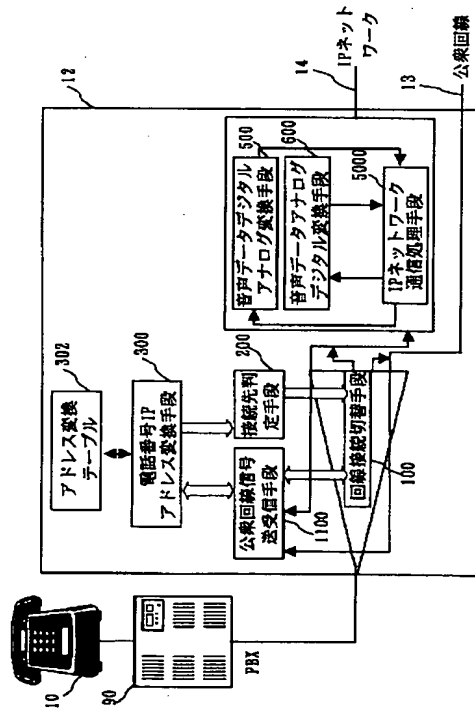 12
302
アドレス変換
テーブル
300
電話番号IP
アドレス変換手段
200
接続先判
定手段
公衆回線信号
送受信手段
1100
回線接続切替手段
100
500
音声データデジタル
アナログ変換手段
600
音声データアナログ
デジタル変換手段
5000
IPネットワーク
通信処理手段
14
IPネット
ワーク
13
公衆回線
10
90
PBX